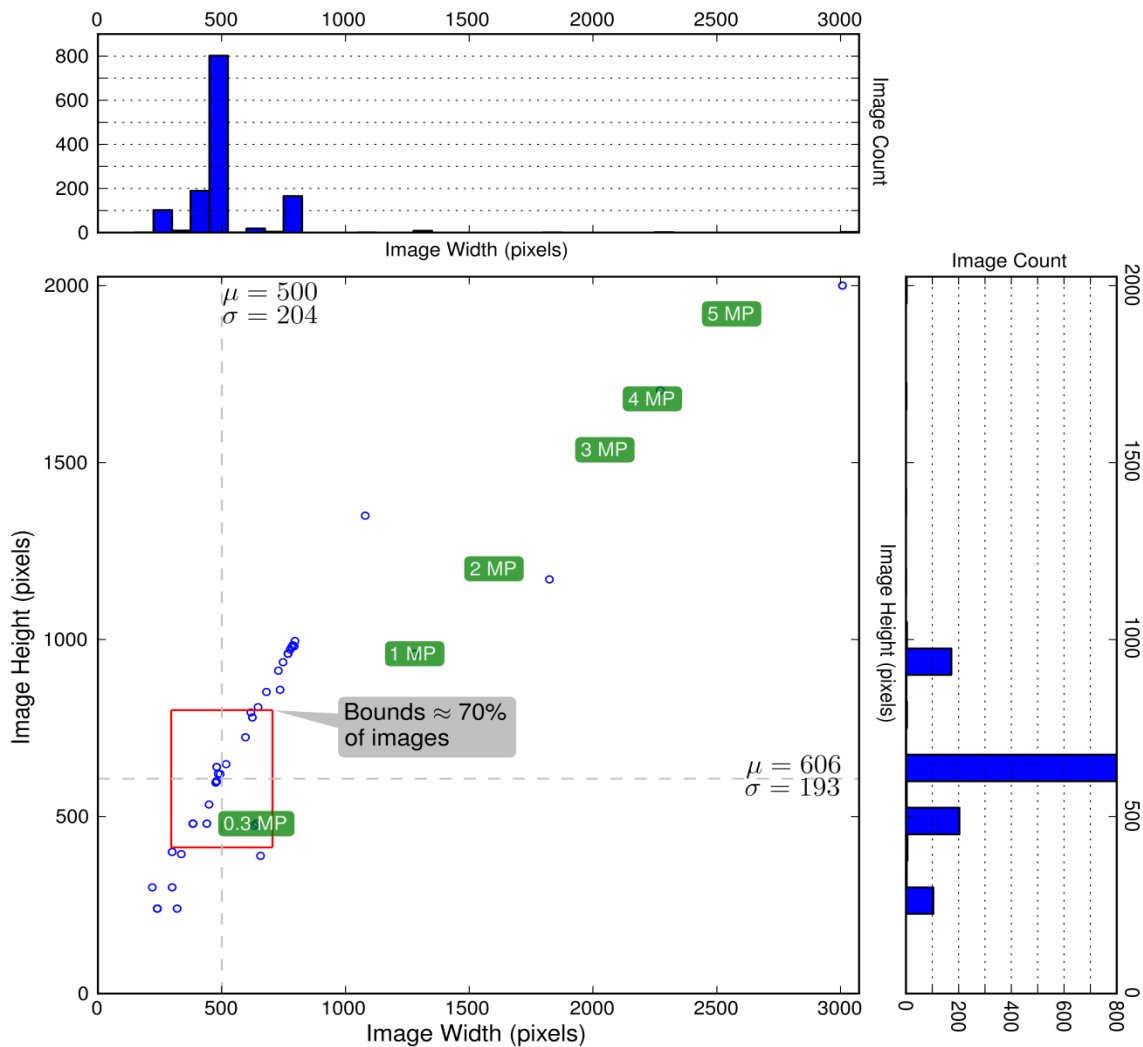 0 500 1000 1500 2000 2500 3000
800
600
400
200
0
Image Count
Image Width (pixels)
Image Count
2000
1500
1000
500
0
Image Height (pixels)
μ = 500
σ = 204
5 MP
4 MP
3 MP
2 MP
1 MP
Bounds ≈ 70%
of images
μ = 606
σ = 193
0.3 MP
0 500 1000 1500 2000 2500 3000
Image Width (pixels)
2000
1500
1000
500
0
Image Height (pixels)
0 200 400 600 800